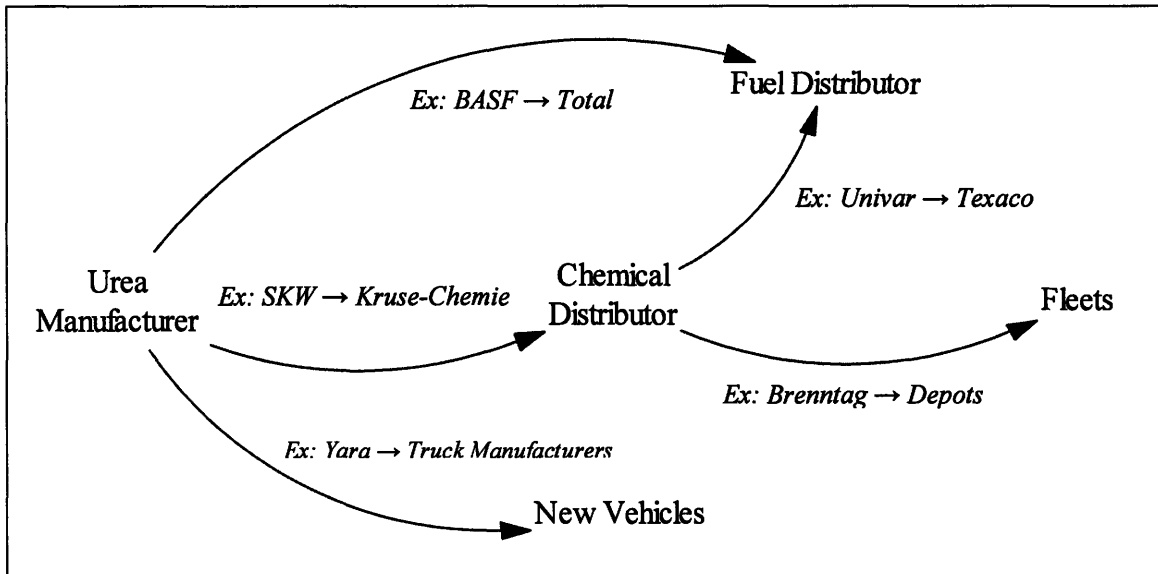 Fuel Distributor
Ex: BASF → Total
Ex: Univar → Texaco
Urea
Manufacturer
Ex: SKW → Kruse-Chemie
Chemical
Distributor
Fleets
Ex: Brenntag → Depots
Ex: Yara → Truck Manufacturers
New Vehicles